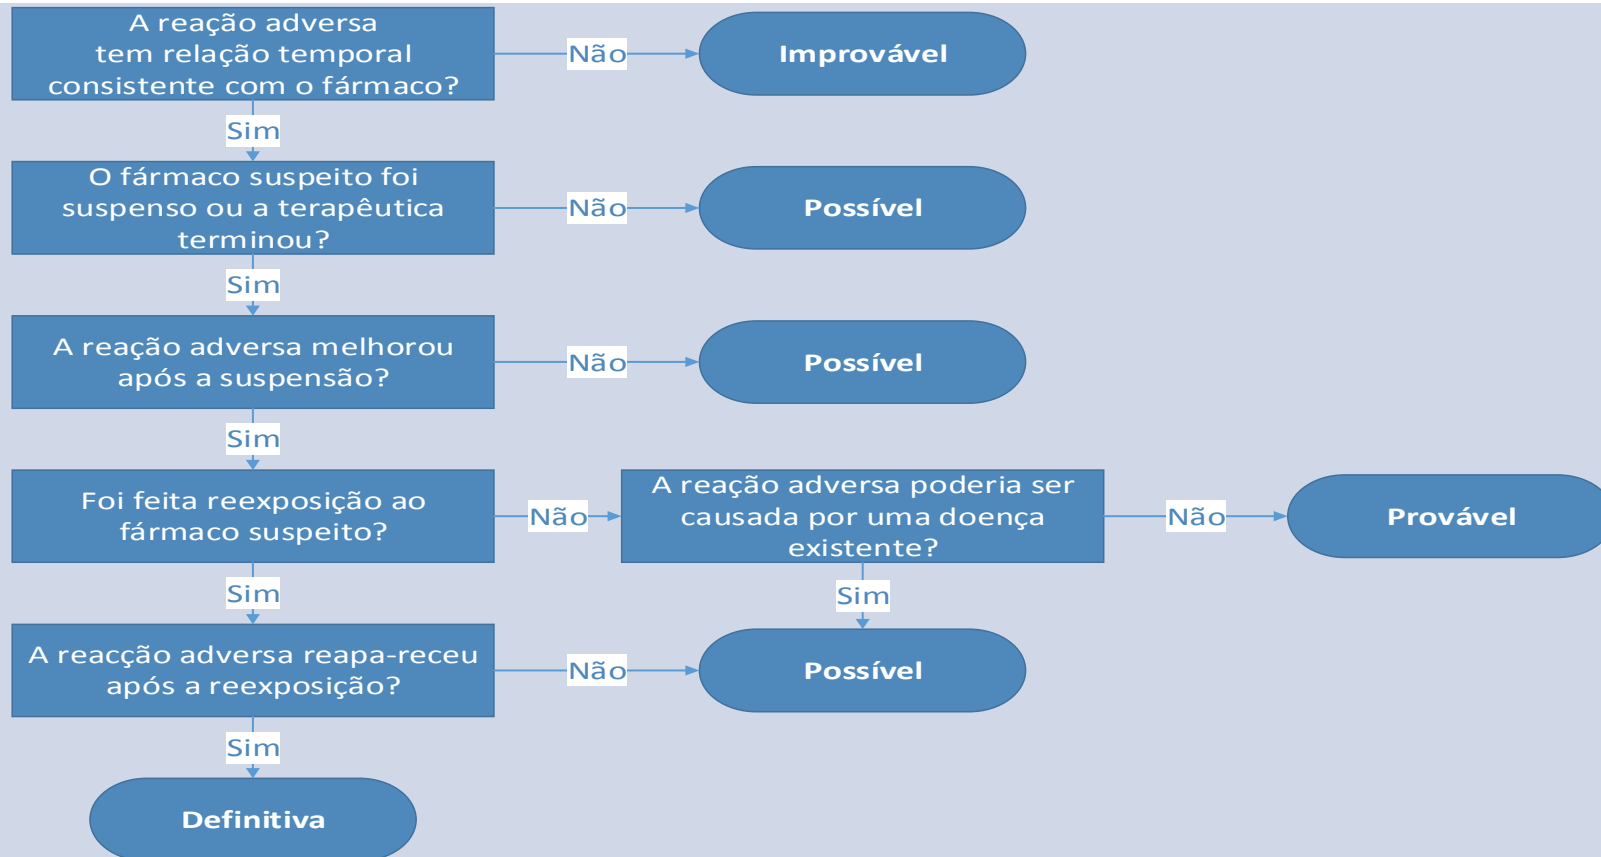 A reação adversa
tem relação temporal
consistente com o fármaco?
Não
Improvável
Sim
O fármaco suspeito foi
suspenso ou a terapêutica
terminou?
Não
Possível
Sim
A reação adversa melhorou
após a suspensão?
Não
Possível
Sim
Foi feita reexposição ao
fármaco suspeito?
Não
A reação adversa poderia ser
causada por uma doença
existente?
Não
Provável
Sim
Sim
A reacção adversa reapa-receu
após a reexposição?
Não
Possível
Sim
Definitiva